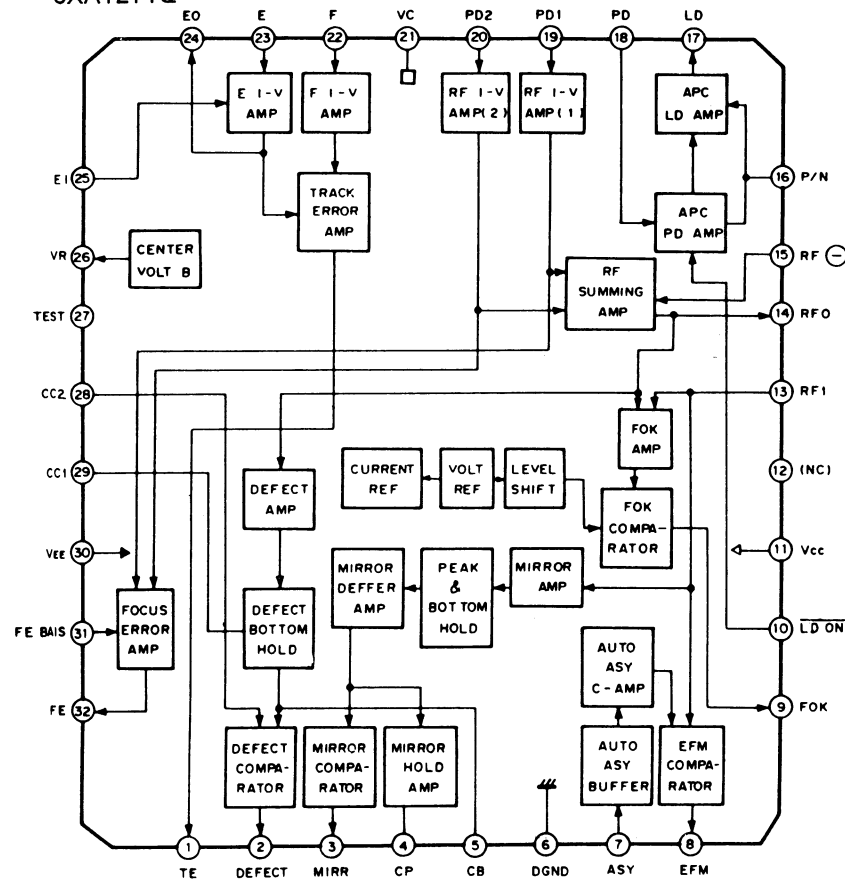 EO E F VC PD2 PD1 PD LD
24 23 22 21 20 19 18 17
E I-V
AMP
F I-V
AMP
RF I-V
AMP(2)
RF I-V
AMP(1)
APC
LD AMP
EI 25
16 P/N
TRACK
ERROR
AMP
APC
PD AMP
VR 26
CENTER
VOLT B
15 RF ⊖
RF
SUMMING
AMP
TEST 27
14 RFO
CC2 28
13 RF1
FOK
AMP
CC1 29
12 (NC)
DEFECT
AMP
CURRENT
REF
VOLT
REF
LEVEL
SHIFT
FOK
COMPA-
RATOR
VEE 30
11 Vcc
MIRROR
DEFFER
AMP
PEAK
&
BOTTOM
HOLD
MIRROR
AMP
FOCUS
ERROR
AMP
DEFECT
BOTTOM
HOLD
FE BAIS 31
10 LD ON
AUTO
ASY
C-AMP
FE 32
9 FOK
DEFECT
COMPA-
RATOR
MIRROR
COMPA-
RATOR
MIRROR
HOLD
AMP
AUTO
ASY
BUFFER
EFM
COMPA-
RATOR
1 2 3 4 5 6 7 8
TE DEFECT MIRR CP CB DGND ASY EFM